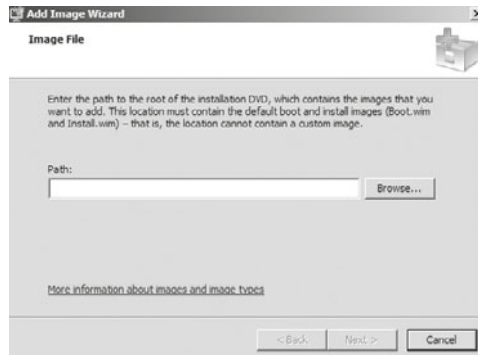 Add Image Wizard
Image File
Enter the path to the root of the installation DVD, which contains the images that you
want to add. This location must contain the default boot and install images (Boot.wim
and Install.wim) – that is, the location cannot contain a custom image.
Path:
Browse...
More information about images and image types
< Back Next > Cancel